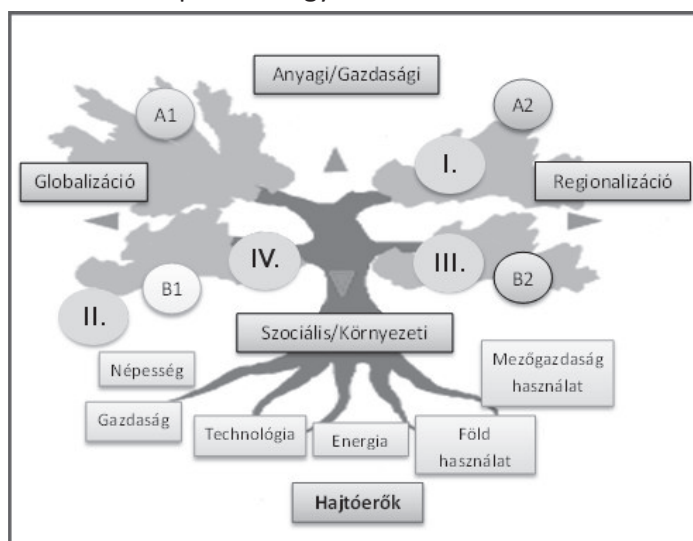 Anyagi/Gazdasági
A1
A2
I.
Globalizáció
Regionalizáció
IV.
III.
B1
B2
II.
Szociális/Környezeti
Népesség
Mezőgazdaság
használat
Gazdaság
Technológia
Energia
Föld
használat
Hajtóerők